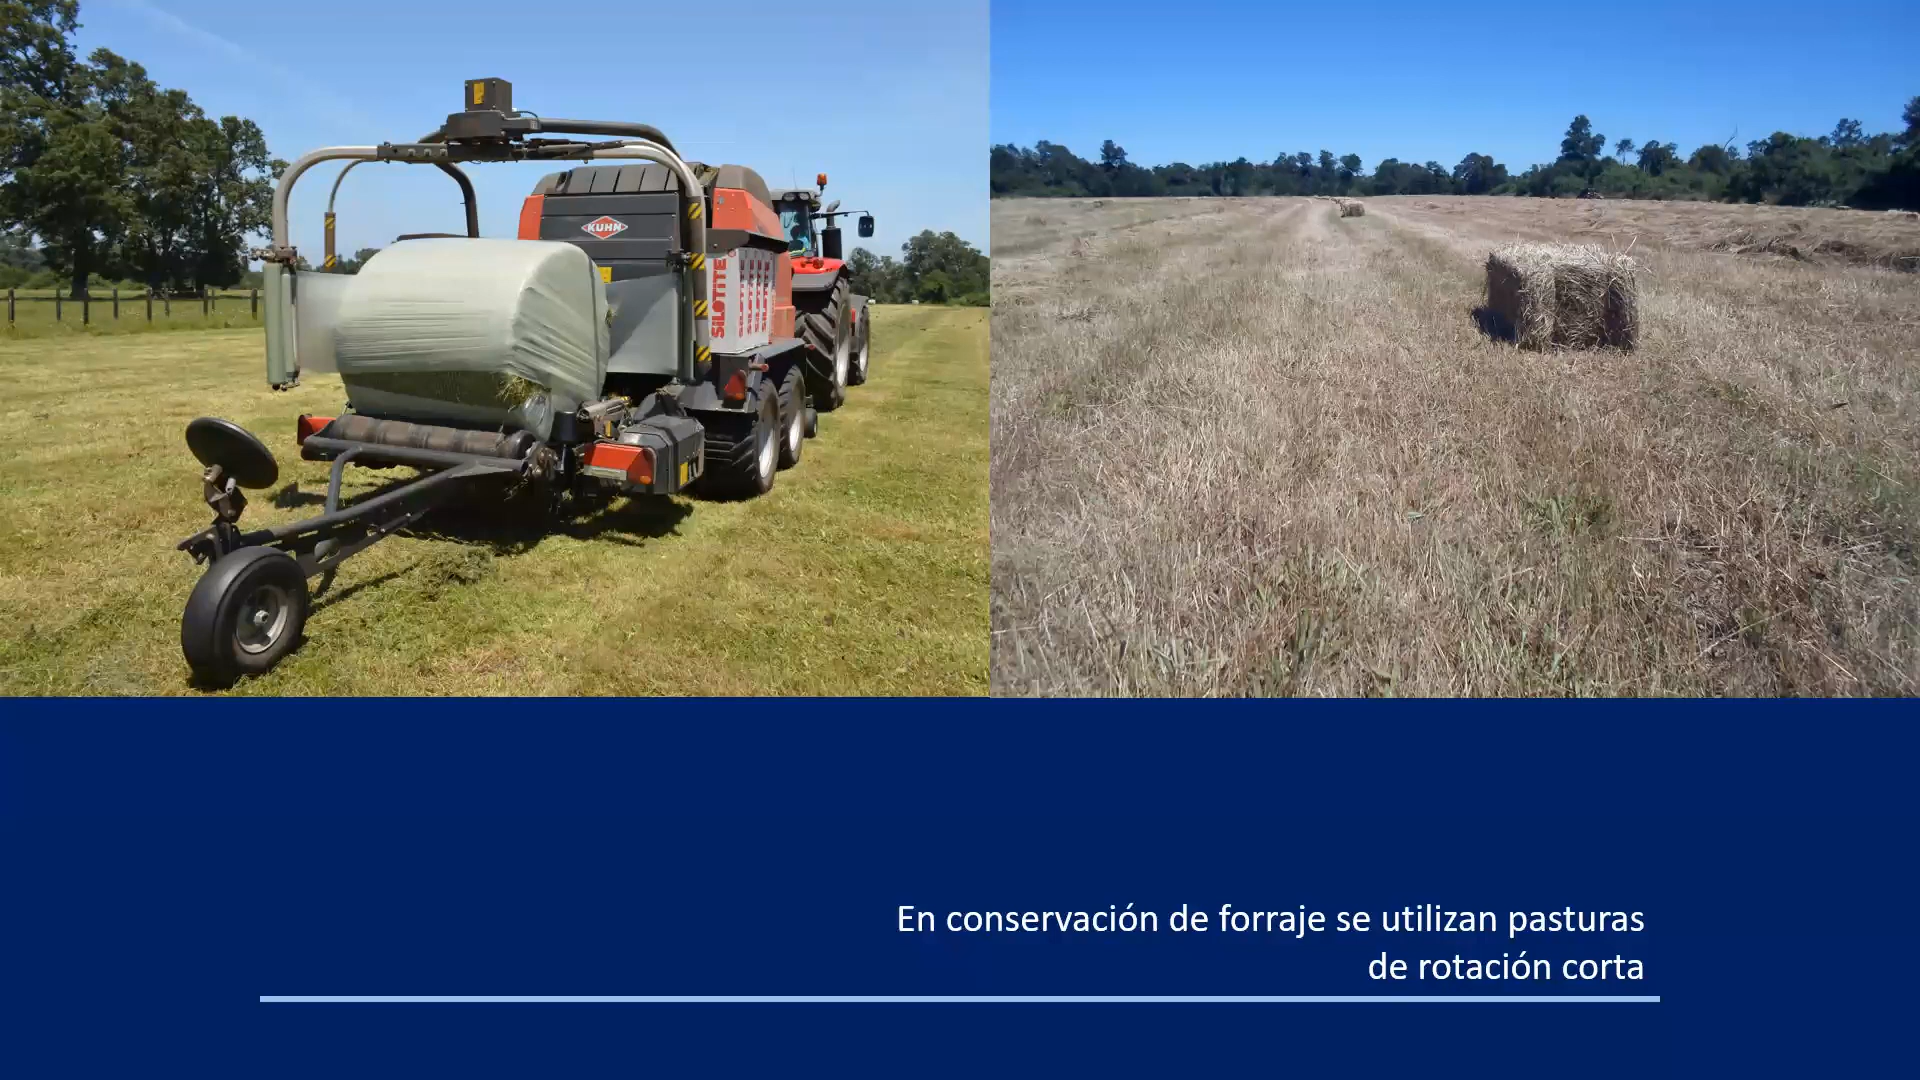 KUHN
SILOTITE
En conservación de forraje se utilizan pasturas
de rotación corta